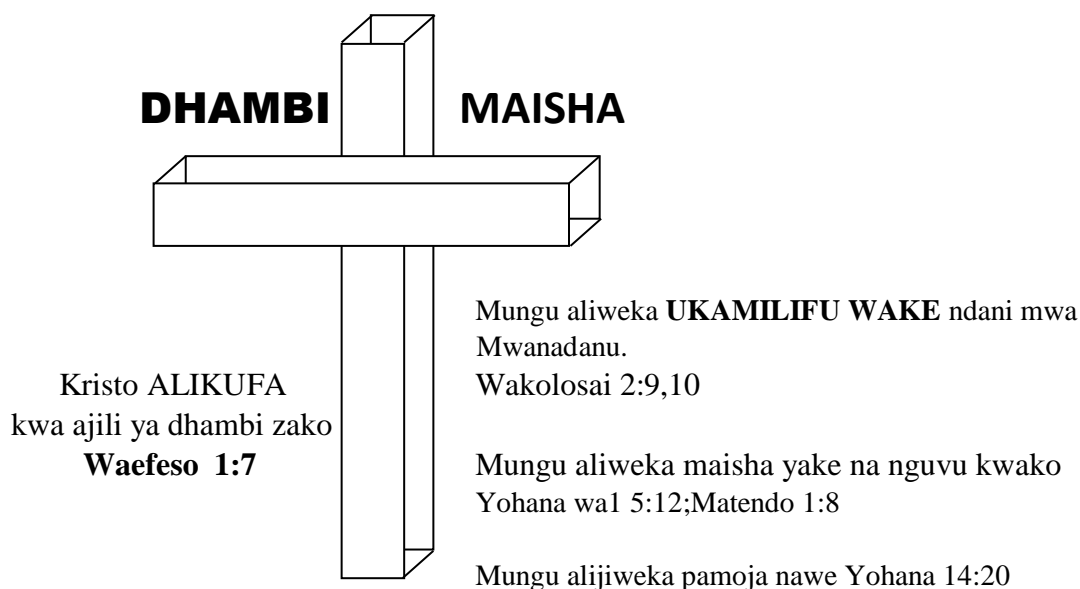 DHAMBI MAISHA
Kristo ALIKUFA
kwa ajili ya dhambi zako
Waefeso 1:7
Mungu aliweka UKAMILIFU WAKE ndani mwa
Mwanadanu.
Wakolosai 2:9,10
Mungu aliweka maisha yake na nguvu kwako
Yohana wa1 5:12;Matendo 1:8
Mungu alijiweka pamoja nawe Yohana 14:20